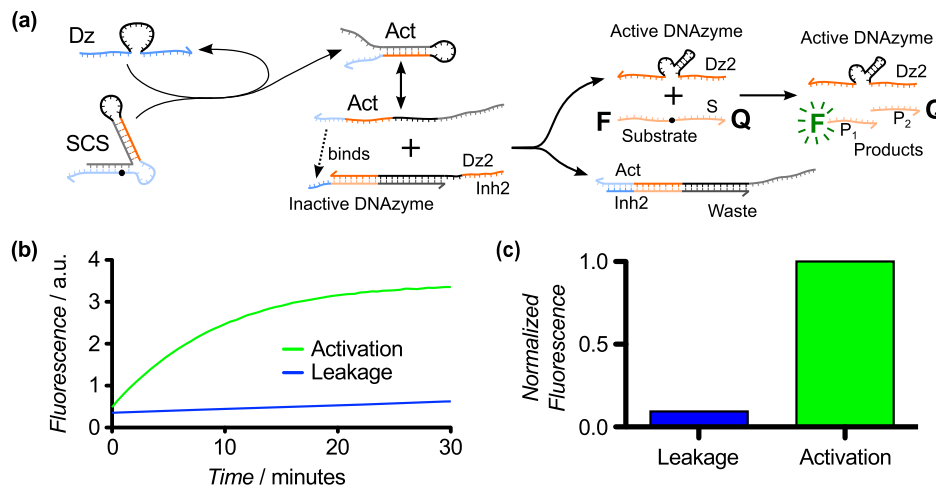 (a)
Dz
SCS
Act
Act
binds
+
Dz2
Inh2
Inactive DNAzyme
Active DNAzyme
Dz2
+
F
S
Q
Substrate
Act
Inh2
Waste
Active DNAzyme
Dz2
F
P1
P2
Q
Products
(b)
Fluorescence / a.u.
4
3
2
1
0
Activation
Leakage
0
10
20
30
Time / minutes
(c)
Normalized
Fluorescence
1.0
0.5
0.0
Leakage
Activation